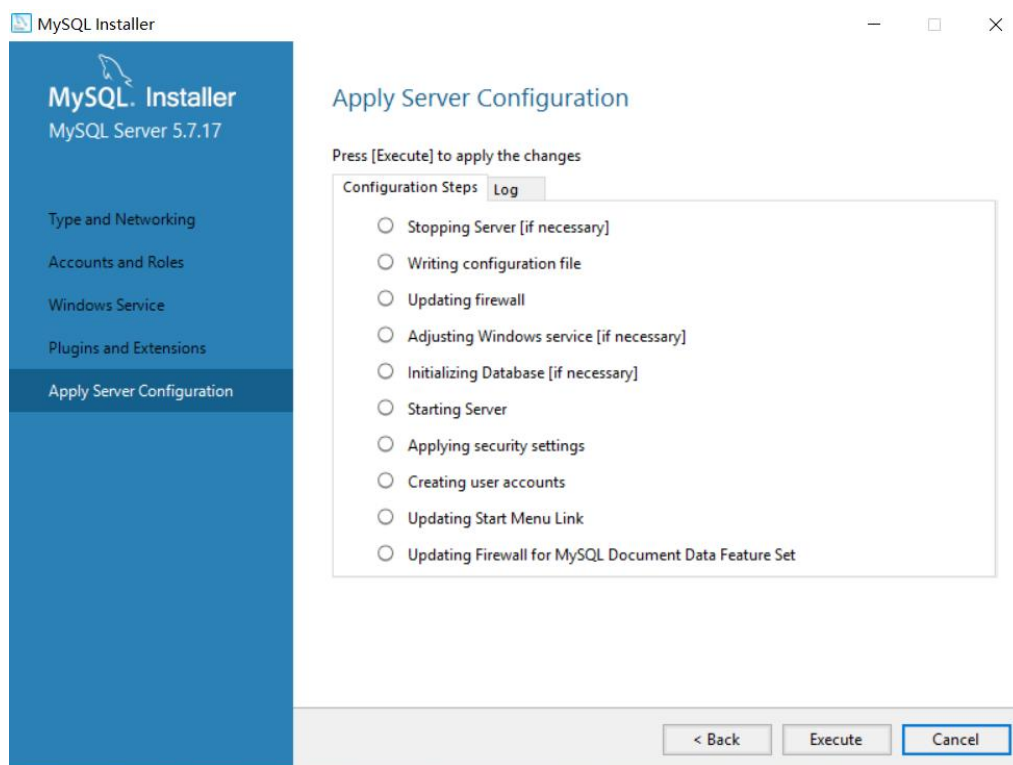 MySQL Installer
MySQL. Installer
MySQL Server 5.7.17
Type and Networking
Accounts and Roles
Windows Service
Plugins and Extensions
Apply Server Configuration
Apply Server Configuration
Press [Execute] to apply the changes
Configuration Steps Log
Stopping Server [if necessary]
Writing configuration file
Updating firewall
Adjusting Windows service [if necessary]
Initializing Database [if necessary]
Starting Server
Applying security settings
Creating user accounts
Updating Start Menu Link
Updating Firewall for MySQL Document Data Feature Set
< Back Execute Cancel